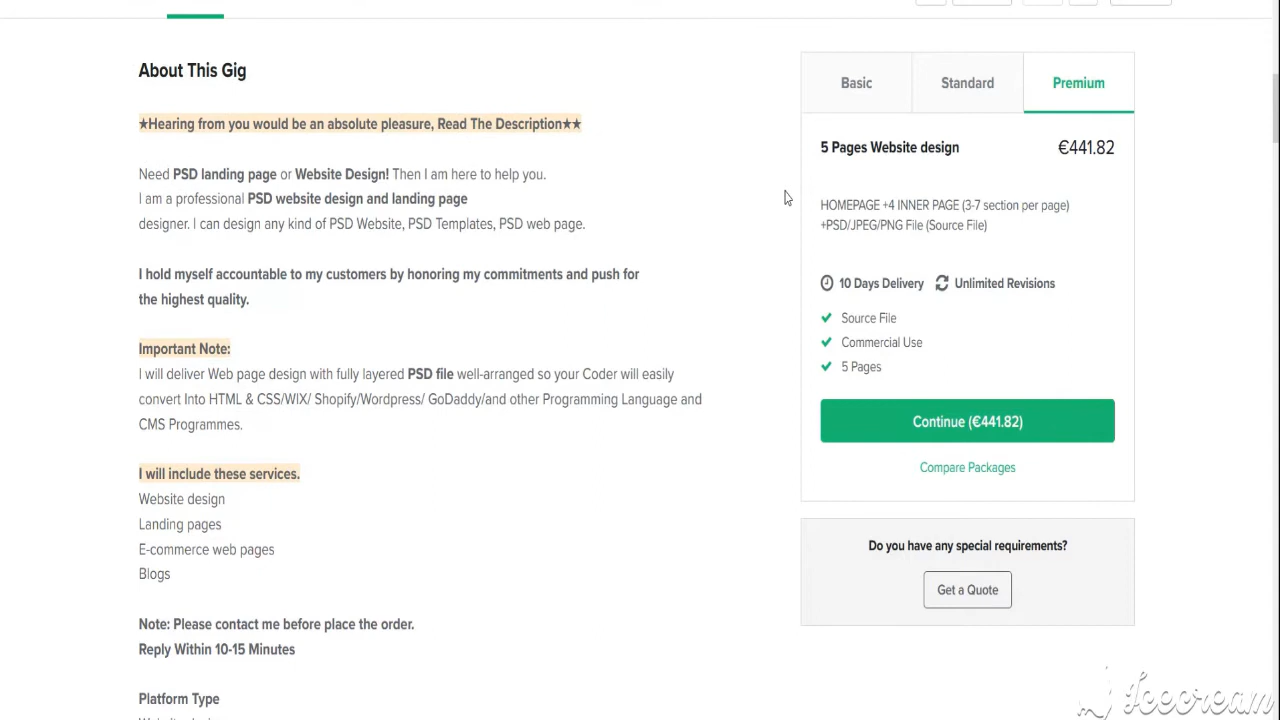 About This Gig
★Hearing from you would be an absolute pleasure, Read The Description★★
Need PSD landing page or Website Design! Then I am here to help you.
I am a professional PSD website design and landing page
designer. I can design any kind of PSD Website, PSD Templates, PSD web page.
I hold myself accountable to my customers by honoring my commitments and push for
the highest quality.
Important Note:
I will deliver Web page design with fully layered PSD file well-arranged so your Coder will easily
convert Into HTML & CSS/WIX/ Shopify/Wordpress/ GoDaddy/and other Programming Language and
CMS Programmes.
I will include these services.
Website design
Landing pages
E-commerce web pages
Blogs
Note: Please contact me before place the order.
Reply Within 10-15 Minutes
Platform Type
Basic
Standard
Premium
5 Pages Website design
€441.82
HOMEPAGE +4 INNER PAGE (3-7 section per page)
+PSD/JPEG/PNG File (Source File)
10 Days Delivery
Unlimited Revisions
Source File
Commercial Use
5 Pages
Continue (€441.82)
Compare Packages
Do you have any special requirements?
Get a Quote
Icecream